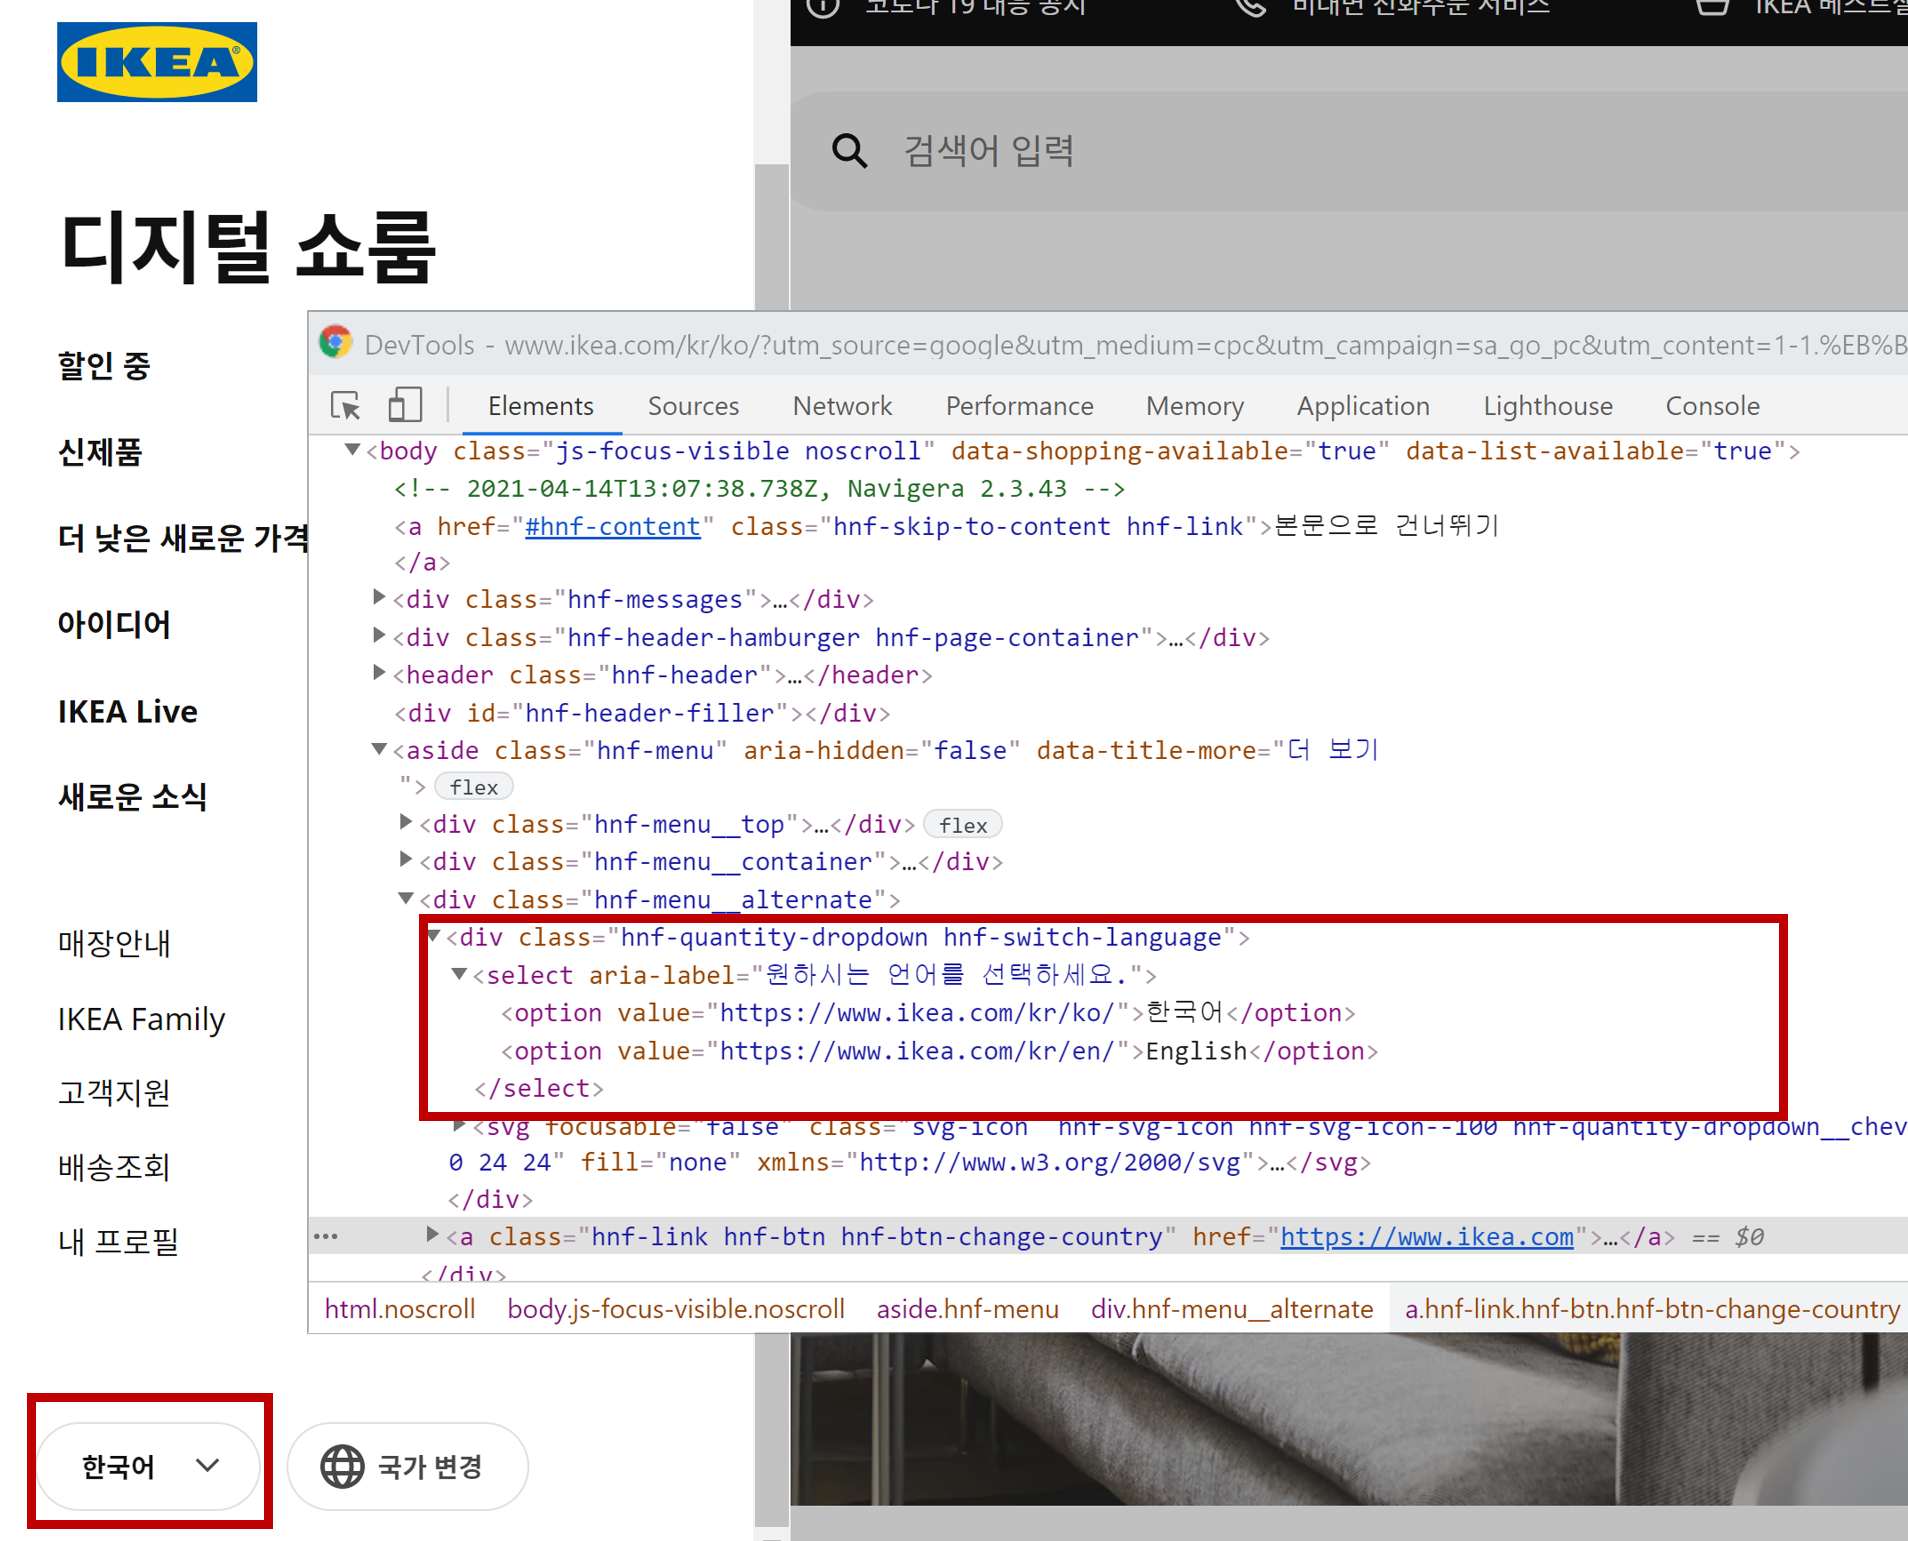 IKEA®
코로나 19 대응 공지
비대면 전화주문 서비스
IKEA 베스트셀
검색어 입력
디지털 쇼룸
할인 중
신제품
더 낮은 새로운 가격
아이디어
IKEA Live
새로운 소식
매장안내
IKEA Family
고객지원
배송조회
내 프로필
한국어
국가 변경
DevTools - www.ikea.com/kr/ko/?utm_source=google&utm_medium=cpc&utm_campaign=sa_go_pc&utm_content=1-1.%EB%B
Elements Sources Network Performance Memory Application Lighthouse Console
<body class="js-focus-visible noscroll" data-shopping-available="true" data-list-available="true">
<!-- 2021-04-14T13:07:38.738Z, Navigera 2.3.43 -->
<a href="#hnf-content" class="hnf-skip-to-content hnf-link">본문으로 건너뛰기
</a>
<div class="hnf-messages">…</div>
<div class="hnf-header-hamburger hnf-page-container">…</div>
<header class="hnf-header">…</header>
<div id="hnf-header-filler"></div>
<aside class="hnf-menu" aria-hidden="false" data-title-more="더 보기
"> flex
<div class="hnf-menu__top">…</div> flex
<div class="hnf-menu__container">…</div>
<div class="hnf-menu__alternate">
<div class="hnf-quantity-dropdown hnf-switch-language">
<select aria-label="원하시는 언어를 선택하세요.">
<option value="https://www.ikea.com/kr/ko/">한국어</option>
<option value="https://www.ikea.com/kr/en/">English</option>
</select>
<svg focusable="false" class="svg-icon  hnf-svg-icon hnf-svg-icon--100 hnf-quantity-dropdown__chev
0 24 24" fill="none" xmlns="http://www.w3.org/2000/svg">…</svg>
</div>
… <a class="hnf-link hnf-btn hnf-btn-change-country" href="https://www.ikea.com">…</a> == $0
</div>
html.noscroll body.js-focus-visible.noscroll aside.hnf-menu div.hnf-menu__alternate a.hnf-link.hnf-btn.hnf-btn-change-country